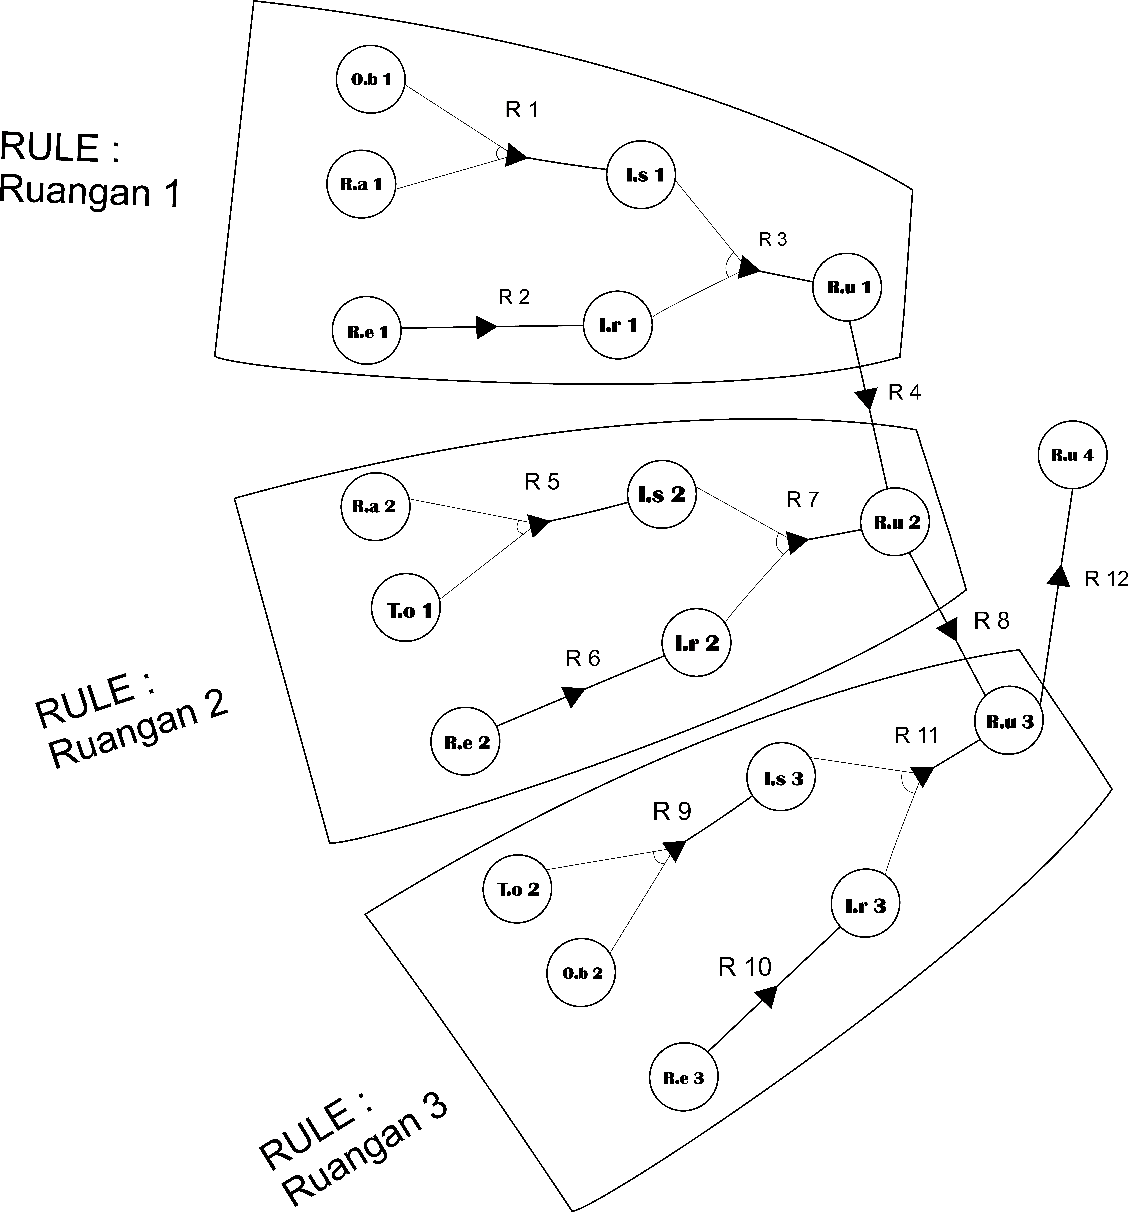 RULE :
Ruangan 1
O.b 1
R 1
R.a 1
I.s 1
R 3
R.e 1
R 2
I.r 1
R.u 1
R 4
RULE :
Ruangan 2
R.a 2
R 5
I.s 2
R 7
R.u 2
T.o 1
R 6
I.r 2
R.e 2
R 8
R.u 4
R 12
RULE :
Ruangan 3
R.u 3
R 11
I.s 3
R 9
T.o 2
O.b 2
I.r 3
R 10
R.e 3